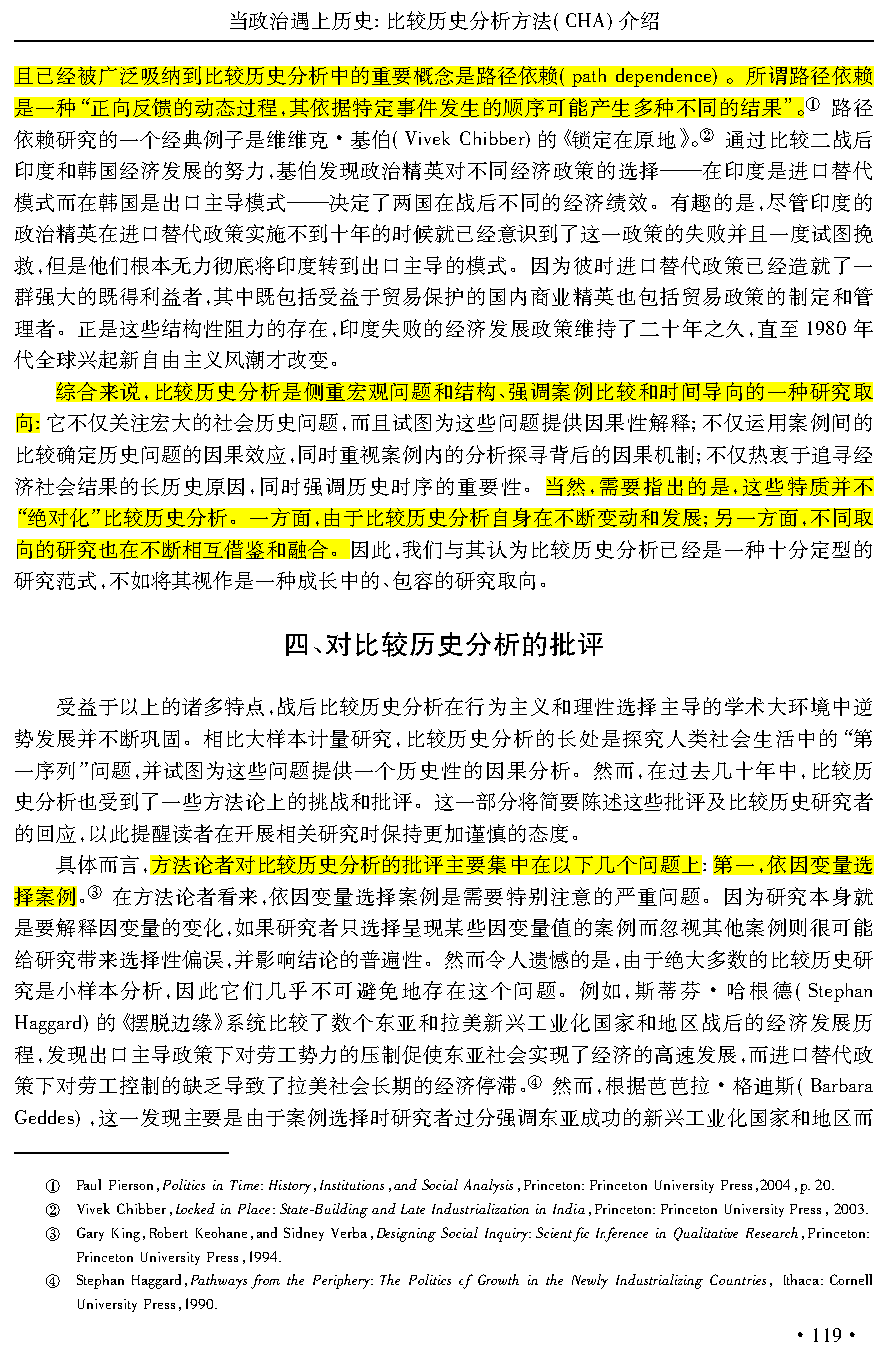 当政治遇上历史:比较历史分析方法(CHA)介绍
且已经被广泛吸纳到比较历史分析中的重要概念是路径依赖(path dependence)。所谓路径依赖
是一种“正向反馈的动态过程,其依据特定事件发生的顺序可能产生多种不同的结果”。① 路径
依赖研究的一个经典例子是维维克·基伯(Vivek Chibber)的《锁定在原地》。② 通过比较二战后
印度和韩国经济发展的努力,基伯发现政治精英对不同经济政策的选择——在印度是进口替代
模式而在韩国是出口主导模式——决定了两国在战后不同的经济绩效。有趣的是,尽管印度的
政治精英在进口替代政策实施不到十年的时候就已经意识到了这一政策的失败并且一度试图挽
救,但是他们根本无力彻底将印度转到出口主导的模式。因为彼时进口替代政策已经造就了一
群强大的既得利益者,其中既包括受益于贸易保护的国内商业精英也包括贸易政策的制定和管
理者。正是这些结构性阻力的存在,印度失败的经济发展政策维持了二十年之久,直至1980年
代全球兴起新自由主义风潮才改变。
综合来说,比较历史分析是侧重宏观问题和结构、强调案例比较和时间导向的一种研究取
向:它不仅关注宏大的社会历史问题,而且试图为这些问题提供因果性解释;不仅运用案例间的
比较确定历史问题的因果效应,同时重视案例内的分析探寻背后的因果机制;不仅热衷于追寻经
济社会结果的长历史原因,同时强调历史时序的重要性。当然,需要指出的是,这些特质并不
“绝对化”比较历史分析。一方面,由于比较历史分析自身在不断变动和发展;另一方面,不同取
向的研究也在不断相互借鉴和融合。因此,我们与其认为比较历史分析已经是一种十分定型的
研究范式,不如将其视作是一种成长中的、包容的研究取向。
四、对比较历史分析的批评
受益于以上的诸多特点,战后比较历史分析在行为主义和理性选择主导的学术大环境中逆
势发展并不断巩固。相比大样本计量研究,比较历史分析的长处是探究人类社会生活中的“第
一序列”问题,并试图为这些问题提供一个历史性的因果分析。然而,在过去几十年中,比较历
史分析也受到了一些方法论上的挑战和批评。这一部分将简要陈述这些批评及比较历史研究者
的回应,以此提醒读者在开展相关研究时保持更加谨慎的态度。
具体而言,方法论者对比较历史分析的批评主要集中在以下几个问题上:第一,依因变量选
择案例。③ 在方法论者看来,依因变量选择案例是需要特别注意的严重问题。因为研究本身就
是要解释因变量的变化,如果研究者只选择呈现某些因变量值的案例而忽视其他案例则很可能
给研究带来选择性偏误,并影响结论的普遍性。然而令人遗憾的是,由于绝大多数的比较历史研
究是小样本分析,因此它们几乎不可避免地存在这个问题。例如,斯蒂芬·哈根德(Stephan
Haggard)的《摆脱边缘》系统比较了数个东亚和拉美新兴工业化国家和地区战后的经济发展历
程,发现出口主导政策下对劳工势力的压制促使东亚社会实现了经济的高速发展,而进口替代政
策下对劳工控制的缺乏导致了拉美社会长期的经济停滞。④ 然而,根据芭芭拉·格迪斯(Barbara
Geddes),这一发现主要是由于案例选择时研究者过分强调东亚成功的新兴工业化国家和地区而
① Paul Pierson,Politics in Time: History,Institutions,and Social Analysis,Princeton: Princeton University Press,2004,p. 20.
② Vivek Chibber,Locked in Place: State-Building and Late Industrialization in India,Princeton: Princeton University Press, 2003.
③ Gary King,Robert Keohane,and Sidney Verba,Designing Social Inquiry: Scientific Inference in Qualitative Research,Princeton:
Princeton University Press,1994.
④ Stephan Haggard,Pathways from the Periphery: The Politics of Growth in the Newly Industrializing Countries, Ithaca: Cornell
University Press,1990.
·119·